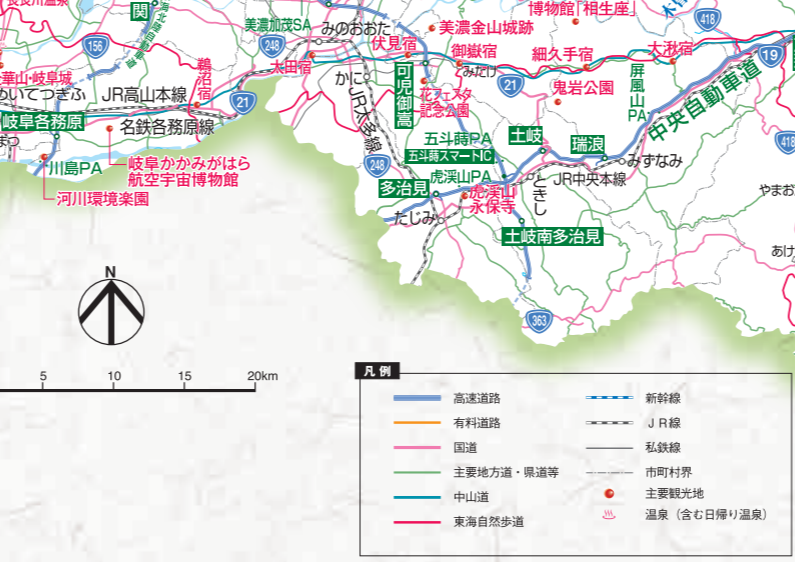 長良川温泉
関
156
美濃加茂SA
みのおおた
248
美濃金山城跡
博物館「相生座」
418
伏見宿
御嶽宿
みたけ
細久手宿
大湫宿
19
鵜沼宿
太田宿
かに
可児御嵩
21
屏風山PA
中央自動車道
華山・岐阜城
めいてつぎふ
JR高山本線
21
JR太多線
花フェスタ
記念公園
鬼岩公園
岐阜各務原
名鉄各務原線
五斗蒔PA
五斗蒔スマートIC
土岐
瑞浪
川島PA
岐阜かかみがはら
航空宇宙博物館
248
虎渓山PA
みずなみ
JR中央本線
河川環境楽園
多治見
虎渓山
永保寺
ときし
やまお
たじみ
土岐南多治見
あけ
N
363
5
10
15
20km
凡例
高速道路
有料道路
国道
主要地方道・県道等
中山道
東海自然歩道
新幹線
JR線
私鉄線
市町村界
主要観光地
温泉（含む日帰り温泉）